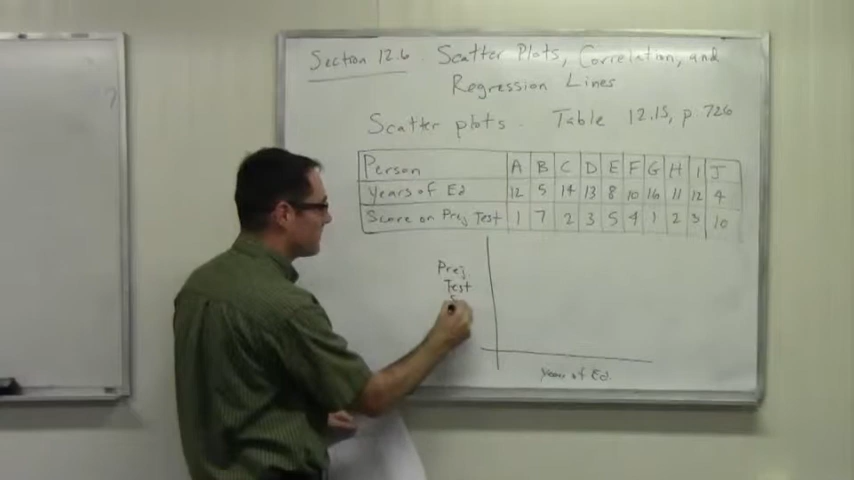 Section 12.6 Scatter Plots, Correlation, and
Regression Lines
Scatter plots. Table 12.15, p. 726
Person A B C D E F G H I J
Years of Ed 12 5 14 13 8 10 16 11 12 4
Score on Prej Test 1 7 2 3 5 4 1 2 3 10
Prej
Test
S
Years of Ed.